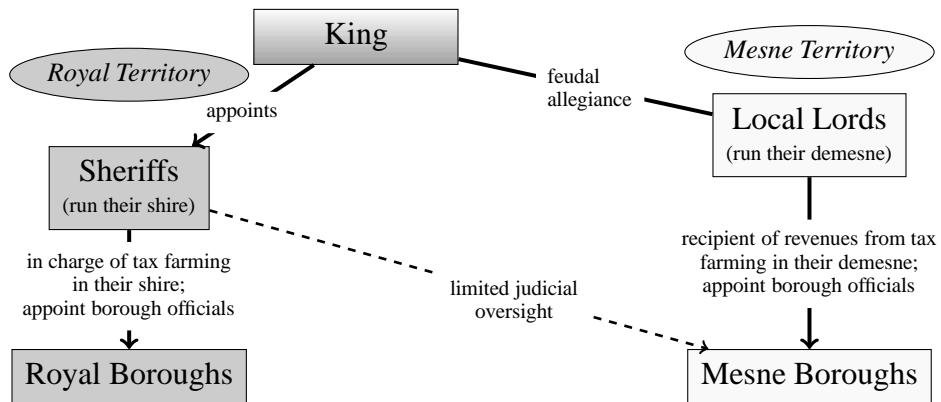 King
Royal Territory
Mesne Territory
appoints
feudal
allegiance
Local Lords
(run their demesne)
Sheriffs
(run their shire)
in charge of tax farming
in their shire;
appoint borough officials
recipient of revenues from tax
farming in their demesne;
appoint borough officials
limited judicial
oversight
Royal Boroughs
Mesne Boroughs